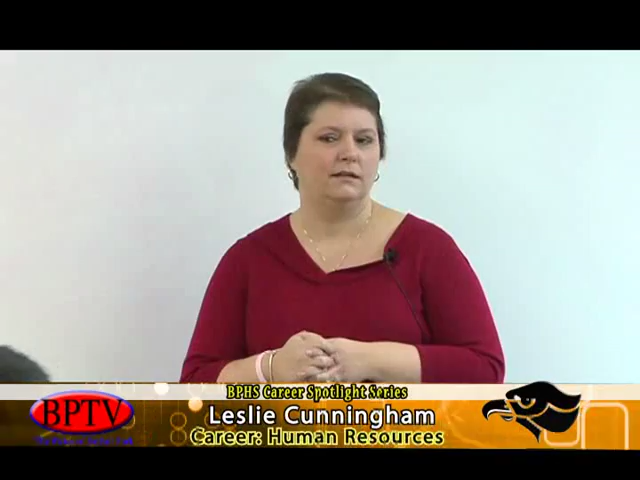 BPHS Career Spotlight Series
Leslie Cunningham
Career: Human Resources
BPTV